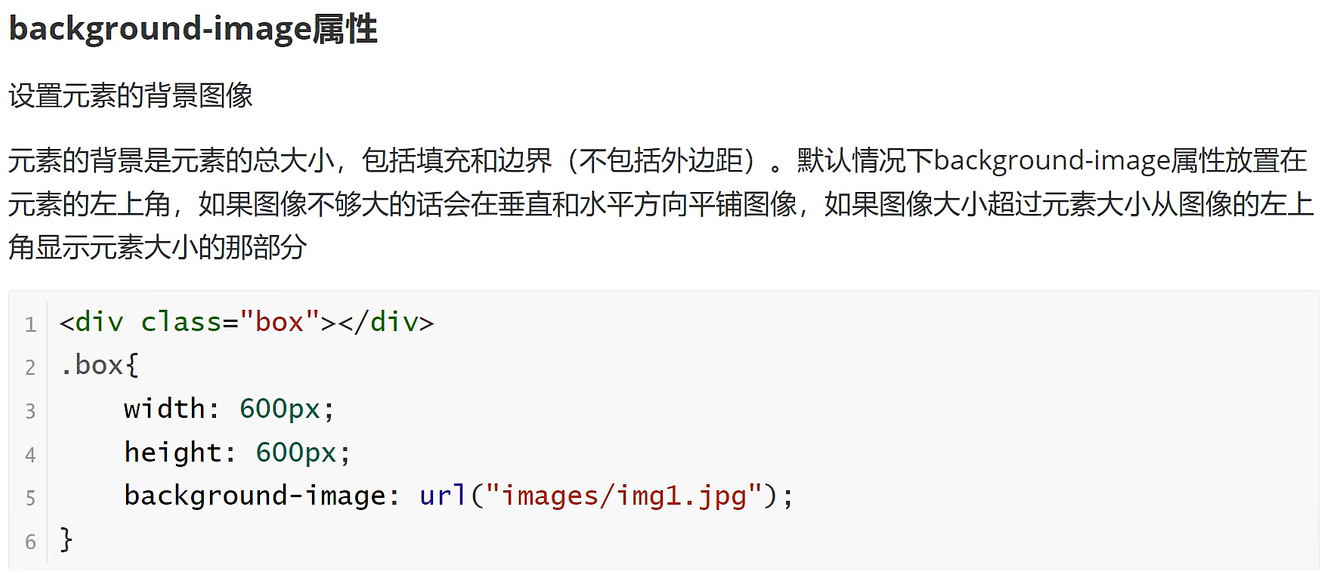 background-image属性
设置元素的背景图像
元素的背景是元素的总大小，包括填充和边界（不包括外边距）。默认情况下background-image属性放置在
元素的左上角，如果图像不够大的话会在垂直和水平方向平铺图像，如果图像大小超过元素大小从图像的左上
角显示元素大小的那部分
1 <div class="box"></div>
2 .box{
3     width: 600px;
4     height: 600px;
5     background-image: url("images/img1.jpg");
6 }